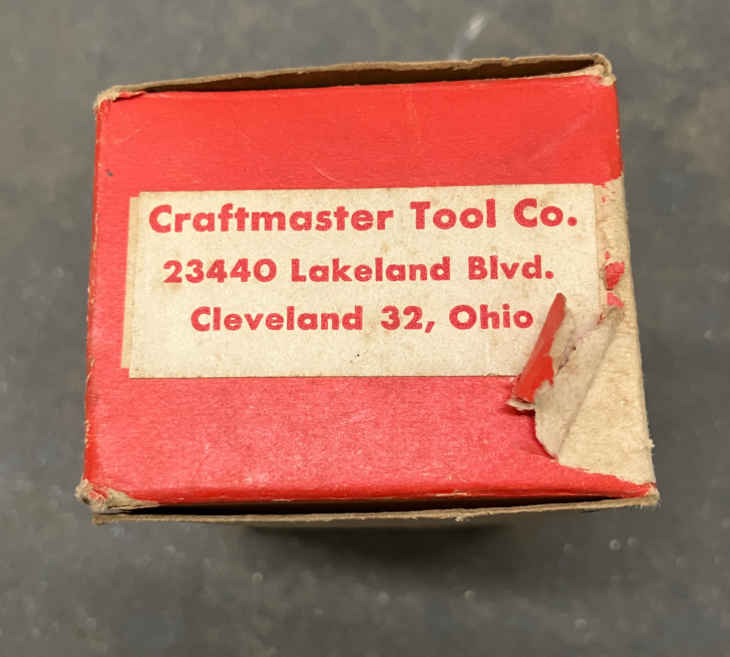 Craftmaster Tool Co.
23440 Lakeland Blvd.
Cleveland 32, Ohio